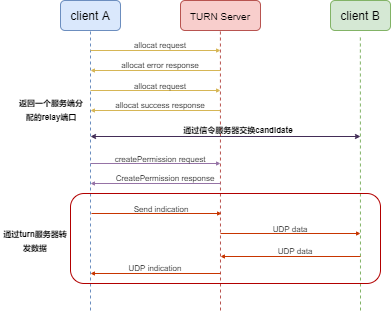 client A
TURN Server
client B
allocat request
allocat error response
allocat request
返回一个服务端分
配的relay端口
allocat success response
通过信令服务器交换candidate
createPermission request
CreatePermission response
Send indication
通过turn服务器转
发数据
UDP data
UDP data
UDP indication